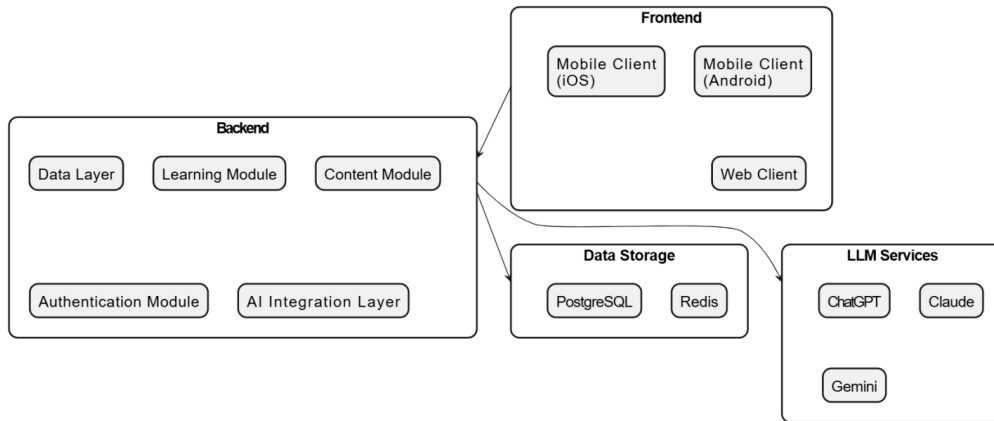 Frontend
Mobile Client
(iOS)
Mobile Client
(Android)
Web Client
Backend
Data Layer
Learning Module
Content Module
Authentication Module
AI Integration Layer
Data Storage
PostgreSQL
Redis
LLM Services
ChatGPT
Claude
Gemini